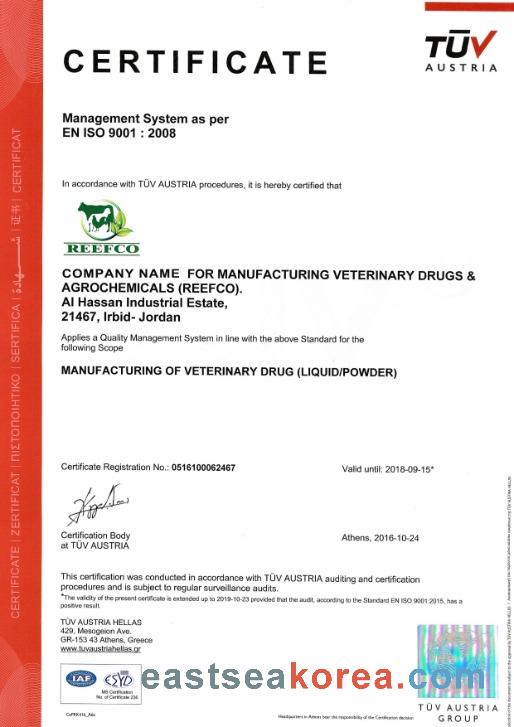 TÜV
AUSTRIA
CERTIFICATE
Management System as per
EN ISO 9001 : 2008
In accordance with TÜV AUSTRIA procedures, it is hereby certified that
REEFCO
COMPANY NAME FOR MANUFACTURING VETERINARY DRUGS &
AGROCHEMICALS (REEFCO).
Al Hassan Industrial Estate,
21467, Irbid- Jordan
Applies a Quality Management System in line with the above Standard for the
following Scope
MANUFACTURING OF VETERINARY DRUG (LIQUID/POWDER)
Certificate Registration No.: 0516100062467
Valid until: 2018-09-15*
Certification Body
at TÜV AUSTRIA
Athens, 2016-10-24
This certification was conducted in accordance with TÜV AUSTRIA auditing and certification
procedures and is subject to regular surveillance audits.
*The validity of the present certificate is extended up to 2019-10-23 provided that the audit, according to the Standard EN ISO 9001:2015, has a
positive result.
TÜV AUSTRIA HELLAS
429, Mesogeion Ave.
GR-153 43 Athens, Greece
www.tuvaustriahellas.gr
IAF
ΕΣΥΔ
MS Certification
No. of Certificate 236
eastseakorea.com
TÜV AUSTRIA
GROUP
Headquarters in Athens bear the responsibility of the Certification decision
CERTIFICATE | ZERTIFICAT | ΠΙΣΤΟΠΟΙΗΤΙΚΟ | SERTIFICA | شهادة | 证书 | CERTIFICAT